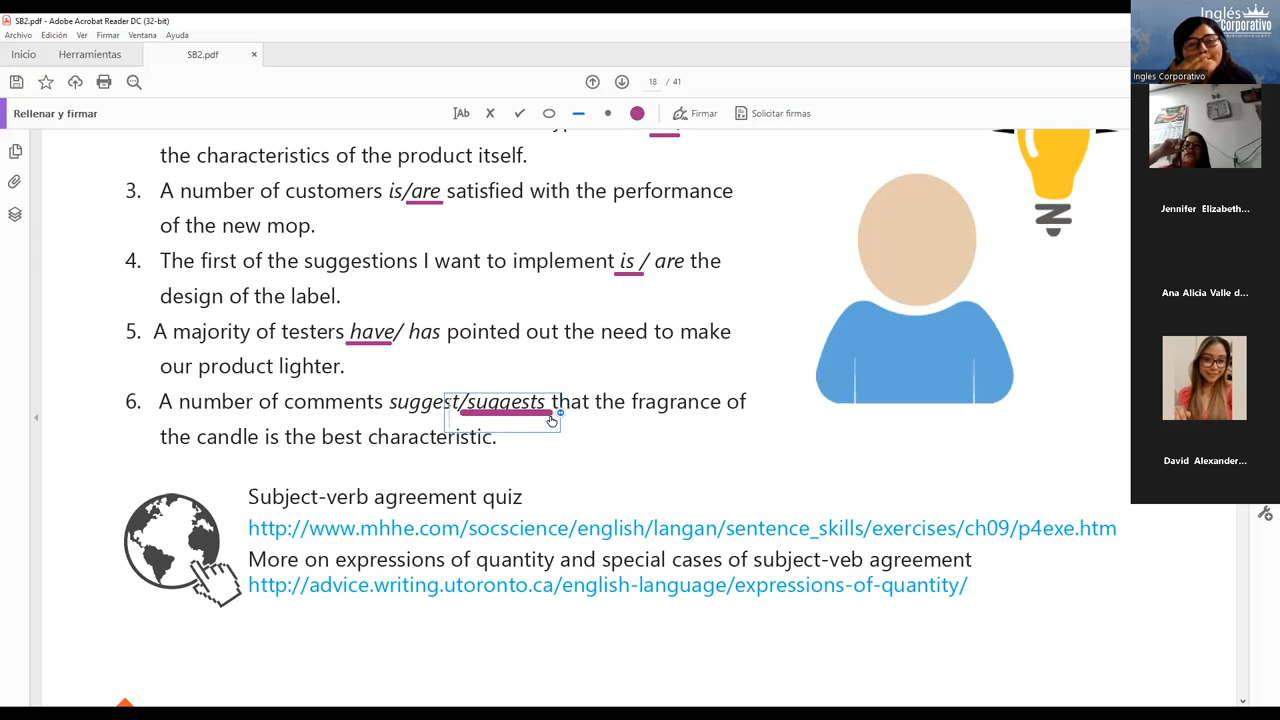 SB2.pdf - Adobe Acrobat Reader DC (32-bit)
Archivo Edición Ver Firmar Ventana Ayuda
Inicio Herramientas SB2.pdf ×
18 / 41
Rellenar y firmar
Ab Firmar Solicitar firmas
the characteristics of the product itself.
3. A number of customers is/are satisfied with the performance
of the new mop.
4. The first of the suggestions I want to implement is / are the
design of the label.
5. A majority of testers have/ has pointed out the need to make
our product lighter.
6. A number of comments suggest/suggests that the fragrance of
the candle is the best characteristic.
Subject-verb agreement quiz
http://www.mhhe.com/socscience/english/langan/sentence_skills/exercises/ch09/p4exe.htm
More on expressions of quantity and special cases of subject-veb agreement
http://advice.writing.utoronto.ca/english-language/expressions-of-quantity/
Inglés
Corporativo
Ingles Corporativo
Jennifer Elizabeth...
Ana Alicia Valle d...
David Alexander...